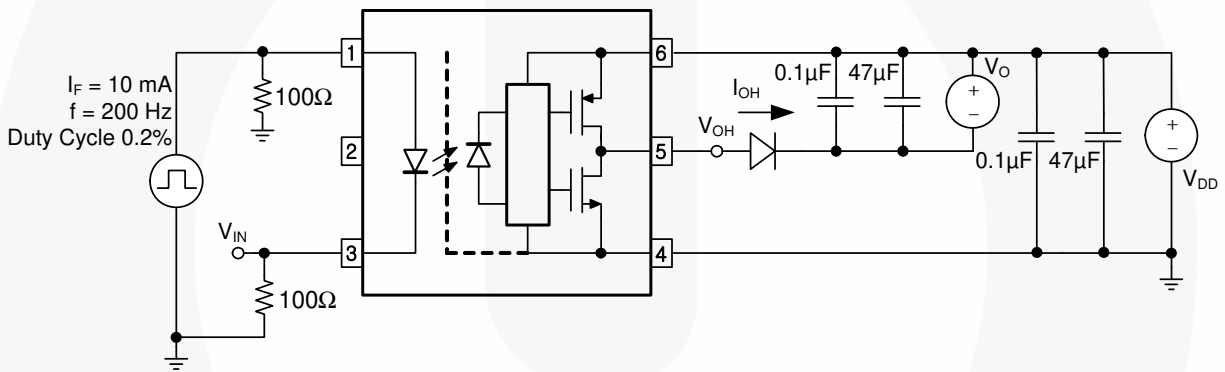 I_F = 10 mA
f = 200 Hz
Duty Cycle 0.2%
100Ω
V_IN
100Ω
1
2
3
6
5
4
V_OH
I_OH
0.1µF
47µF
V_O
+
−
0.1µF
47µF
+
−
V_DD